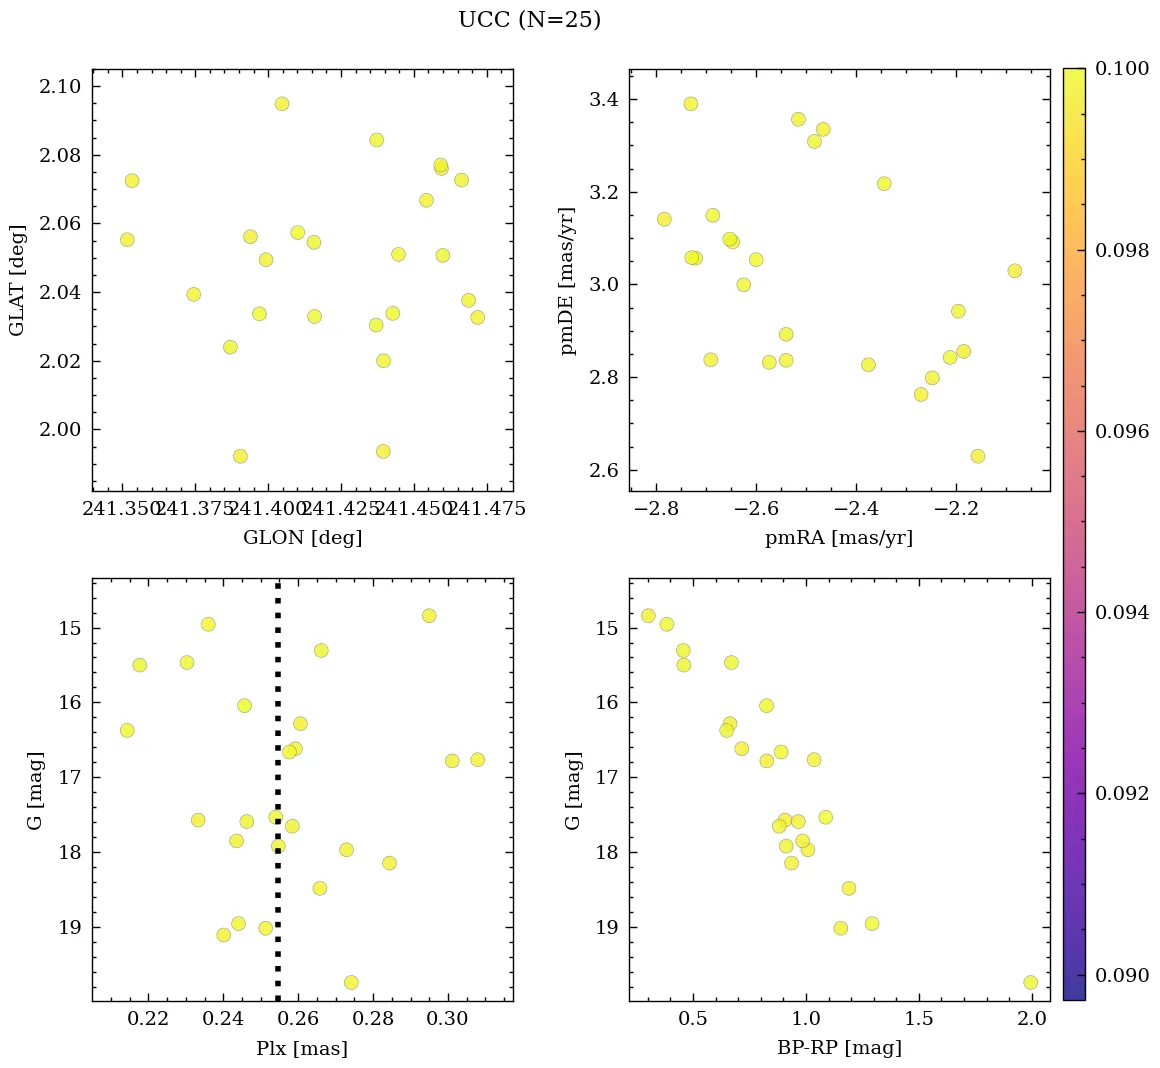 UCC (N=25)
2.10
2.08
2.06
2.04
2.02
2.00
GLAT [deg]
241.350 241.375 241.400 241.425 241.450 241.475
GLON [deg]
3.4
3.2
3.0
2.8
2.6
pmDE [mas/yr]
−2.8 −2.6 −2.4 −2.2
pmRA [mas/yr]
15
16
17
18
19
G [mag]
0.22 0.24 0.26 0.28 0.30
Plx [mas]
15
16
17
18
19
G [mag]
0.5 1.0 1.5 2.0
BP-RP [mag]
0.100
0.098
0.096
0.094
0.092
0.090